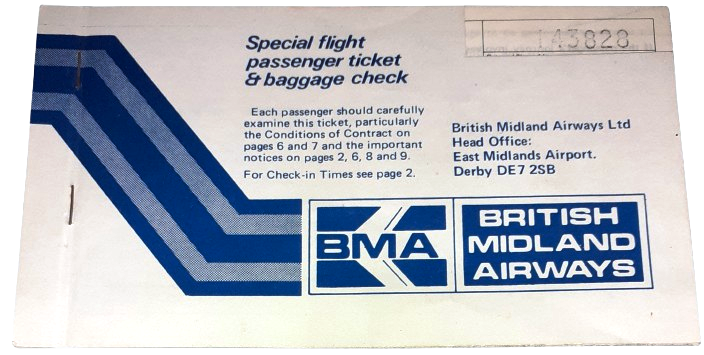 Special flight
passenger ticket
& baggage check
143828
Each passenger should carefully
examine this ticket, particularly
the Conditions of Contract on
pages 6 and 7 and the important
notices on pages 2, 6, 8 and 9.
For Check-in Times see page 2.
British Midland Airways Ltd
Head Office:
East Midlands Airport.
Derby DE7 2SB
BMA
BRITISH
MIDLAND
AIRWAYS